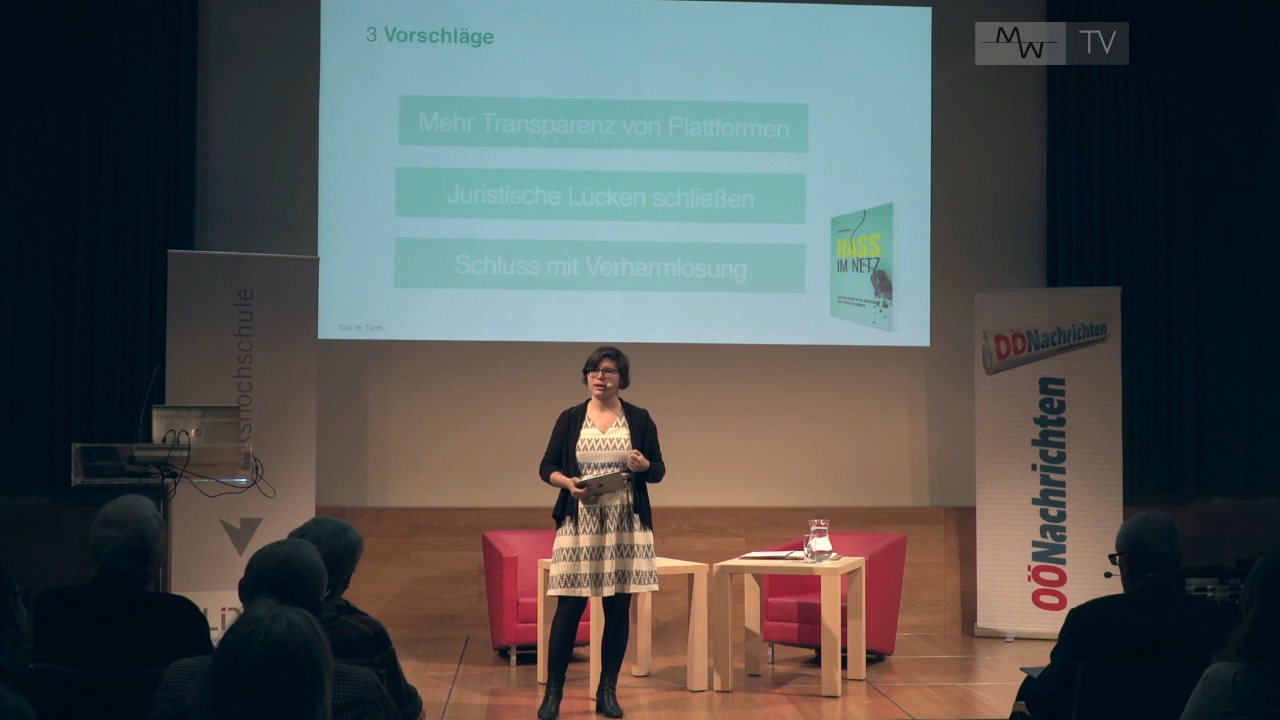 3 Vorschläge
Mehr Transparenz von Plattformen
Juristische Lücken schließen
Schluss mit Verharmlosung
HASS
IM NETZ
Talk im Turm
MW TV
OÖNachrichten
OÖNachrichten